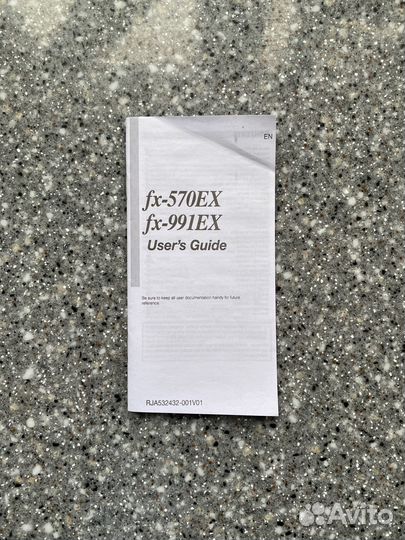 EN
fx-570EX
fx-991EX
User's Guide
Be sure to keep all user documentation handy for future
reference.
RJA532432-001V01
Avito